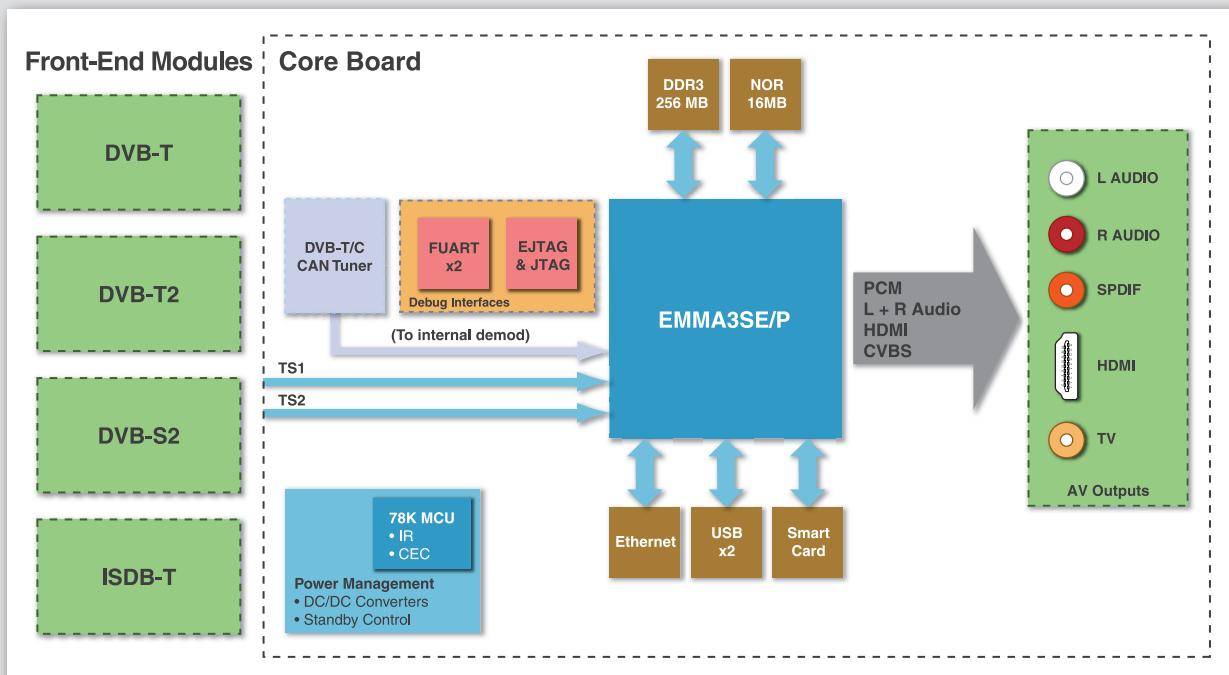 Front-End Modules
DVB-T
DVB-T2
DVB-S2
ISDB-T
Core Board
DDR3
256 MB
NOR
16MB
DVB-T/C
CAN Tuner
FUART
x2
EJTAG
& JTAG
Debug Interfaces
(To internal demod)
TS1
TS2
EMMA3SE/P
PCM
L + R Audio
HDMI
CVBS
L AUDIO
R AUDIO
SPDIF
HDMI
TV
AV Outputs
78K MCU
• IR
• CEC
Power Management
• DC/DC Converters
• Standby Control
Ethernet
USB
x2
Smart
Card